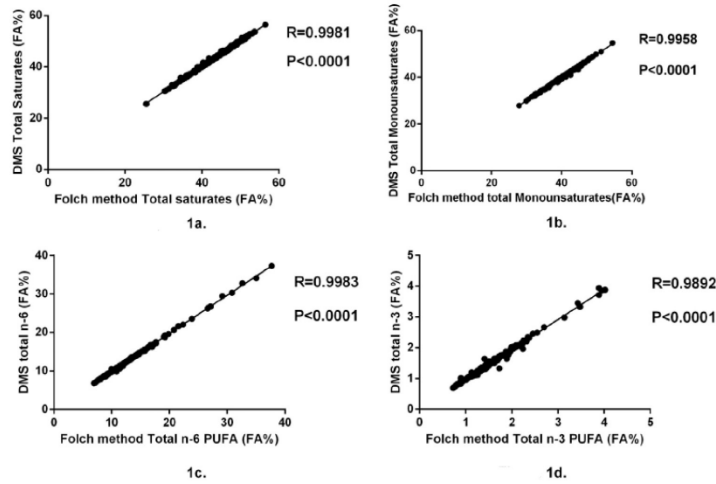 DMS Total Saturates (FA%)
60
40
20
0
0 20 40 60
Folch method Total saturates (FA%)
R=0.9981
P<0.0001
1a.
DMS Total Monounsaturates (FA%)
60
40
20
0
0 20 40 60
Folch method total Monounsaturates(FA%)
R=0.9958
P<0.0001
1b.
DMS total n-6 (FA%)
40
30
20
10
0
0 10 20 30 40
Folch method Total n-6 PUFA (FA%)
R=0.9983
P<0.0001
1c.
DMS total n-3 (FA%)
5
4
3
2
1
0
0 1 2 3 4 5
Folch method Total n-3 PUFA (FA%)
R=0.9892
P<0.0001
1d.